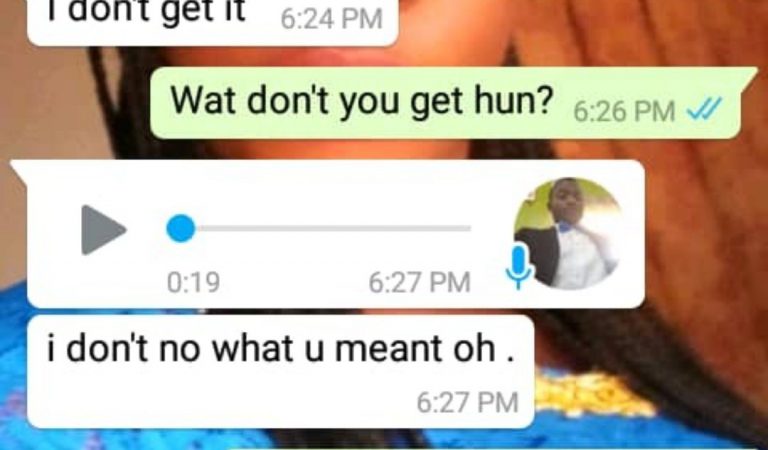 I don't get it 6:24 PM
Wat don't you get hun? 6:26 PM
0:19 6:27 PM
i don't no what u meant oh .
6:27 PM